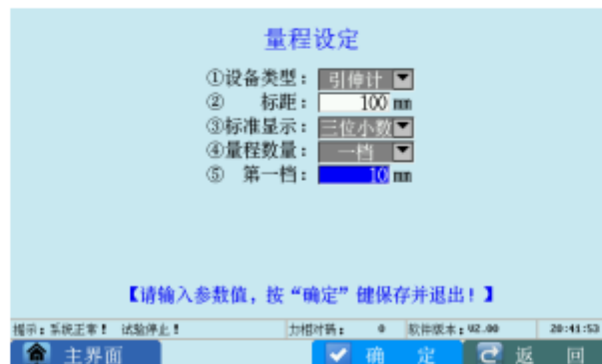 量程设定
①设备类型： 引伸计
② 标距： 100 mm
③标准显示： 三位小数
④量程数量： 一档
⑤ 第一档： 10 mm
【请输入参数值，按“确定”键保存并退出！】
提示：系统正常！ 试验停止！ 力相对码： 0 软件版本：V2.00 20:41:53
主界面 确 定 返 回